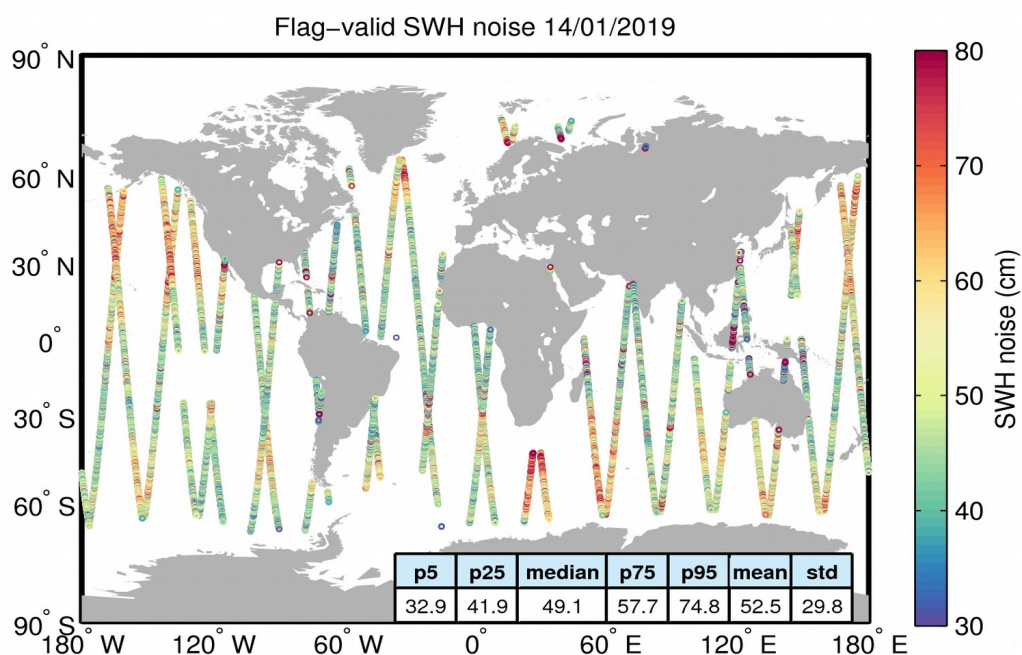 Flag−valid SWH noise 14/01/2019
90° N
60° N
30° N
0°
30° S
60° S
90° S
180° W
120° W
60° W
0°
60° E
120° E
180° E
80
70
60
50
40
30
SWH noise (cm)
p5 p25 median p75 p95 mean std
32.9 41.9 49.1 57.7 74.8 52.5 29.8